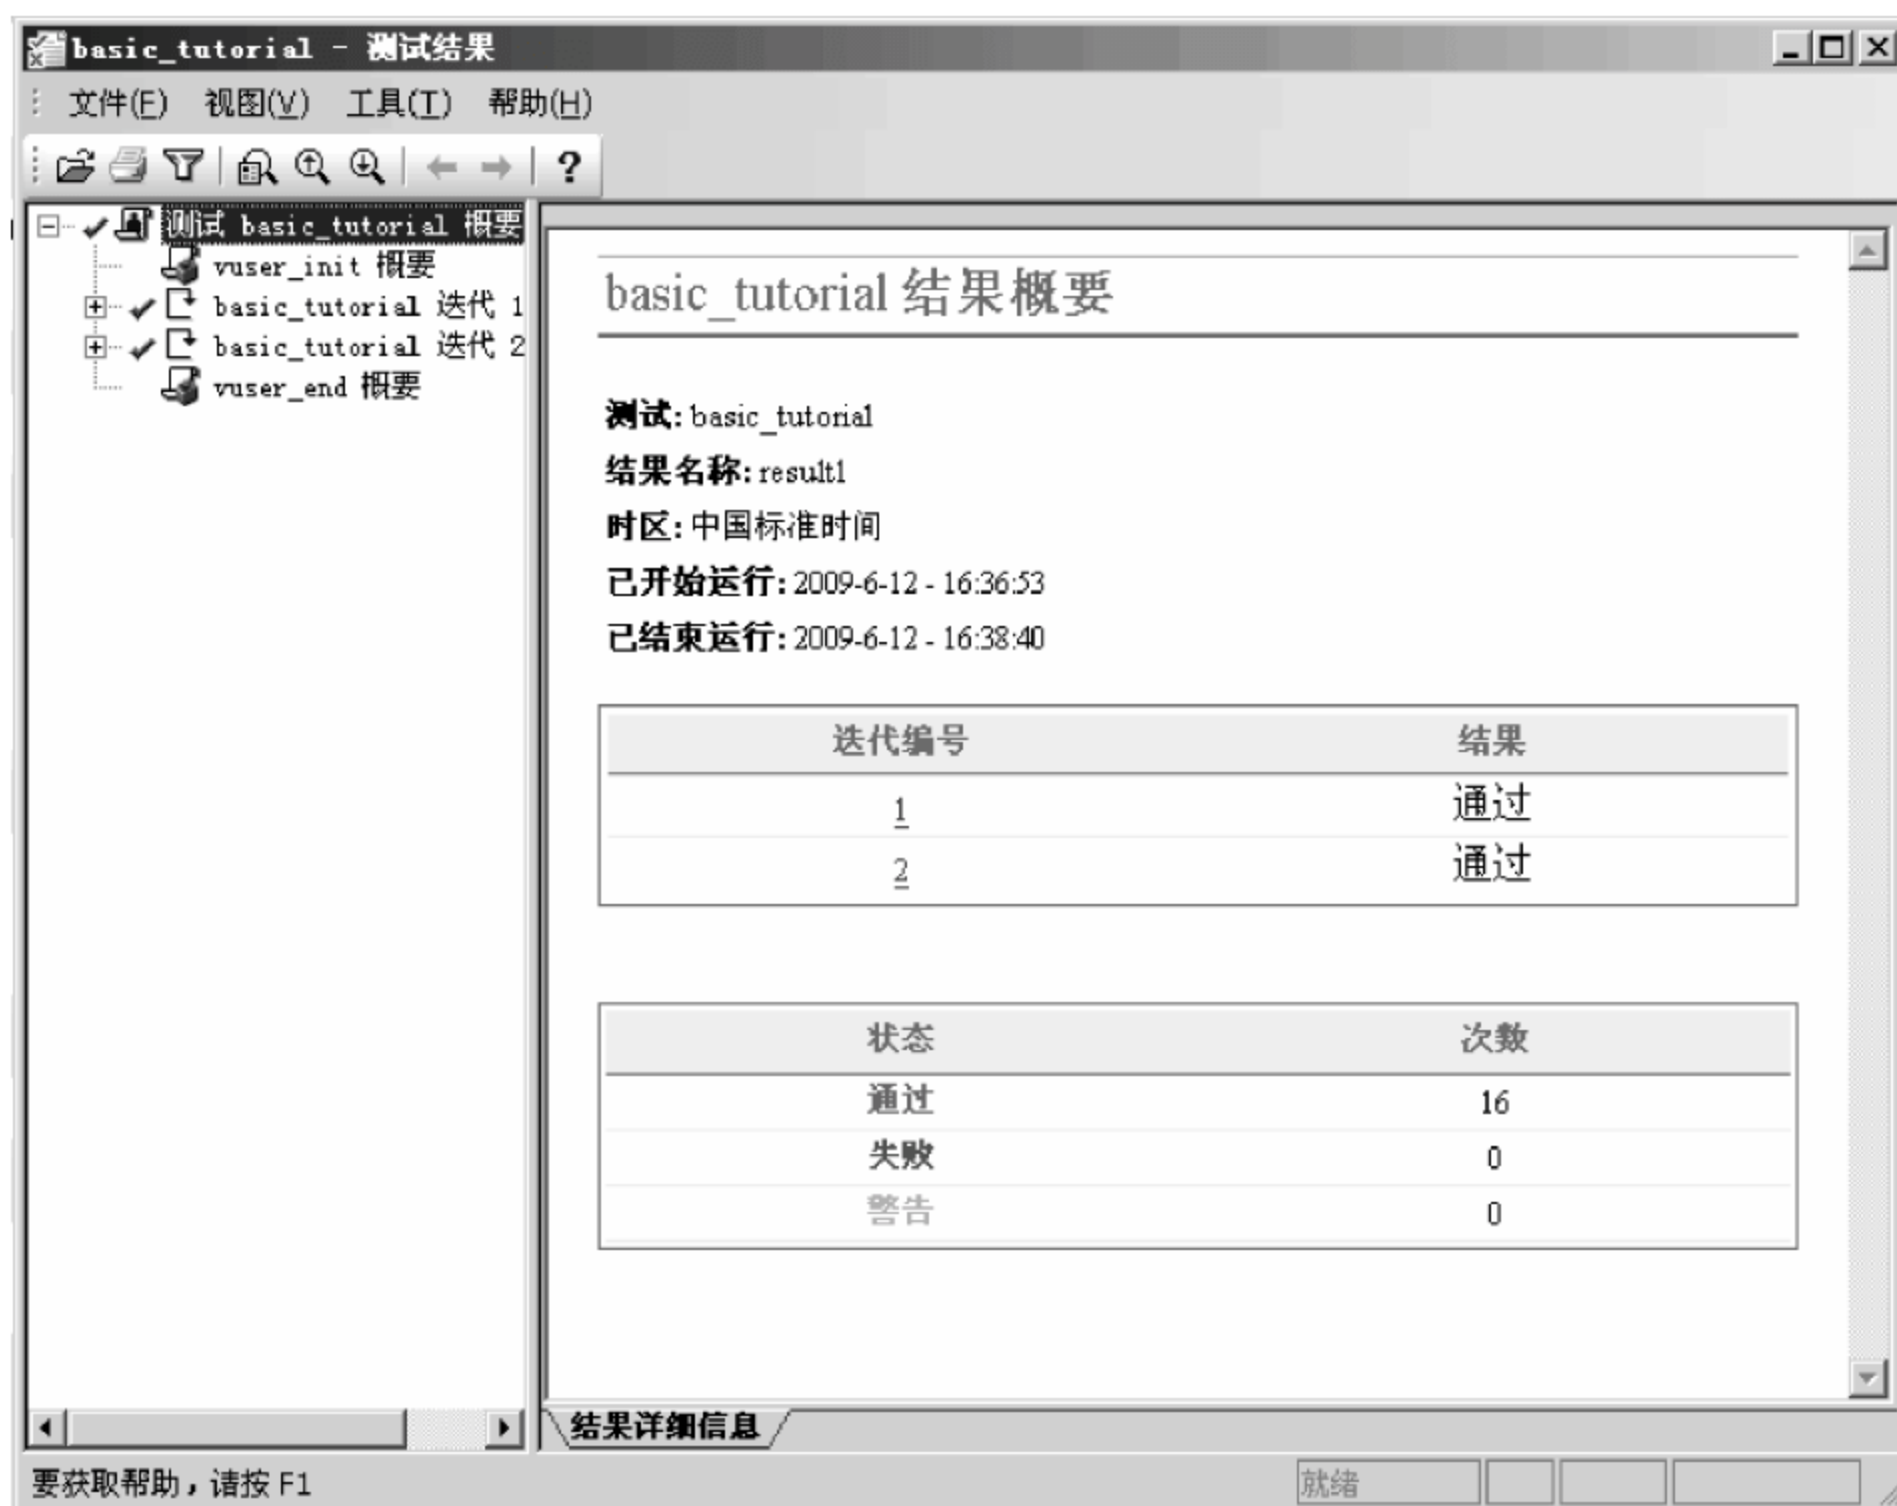 basic_tutorial - 测试结果
文件(F) 视图(V) 工具(T) 帮助(H)
测试 basic_tutorial 概要
vuser_init 概要
basic_tutorial 迭代 1
basic_tutorial 迭代 2
vuser_end 概要
basic_tutorial 结果概要
测试: basic_tutorial
结果名称: result1
时区: 中国标准时间
已开始运行: 2009-6-12 - 16:36:53
已结束运行: 2009-6-12 - 16:38:40
迭代编号 结果
1 通过
2 通过
状态 次数
通过 16
失败 0
警告 0
结果详细信息
要获取帮助，请按 F1
就绪